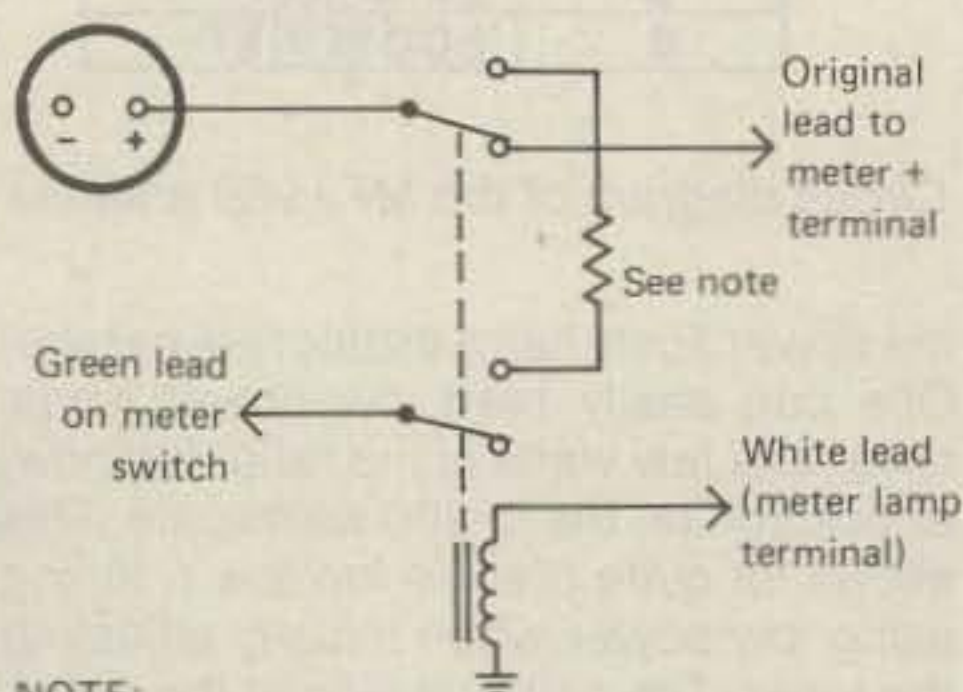 Original
lead to
meter +
terminal
- +
See note
Green lead
on meter
switch
White lead
(meter lamp
terminal)
NOTE: